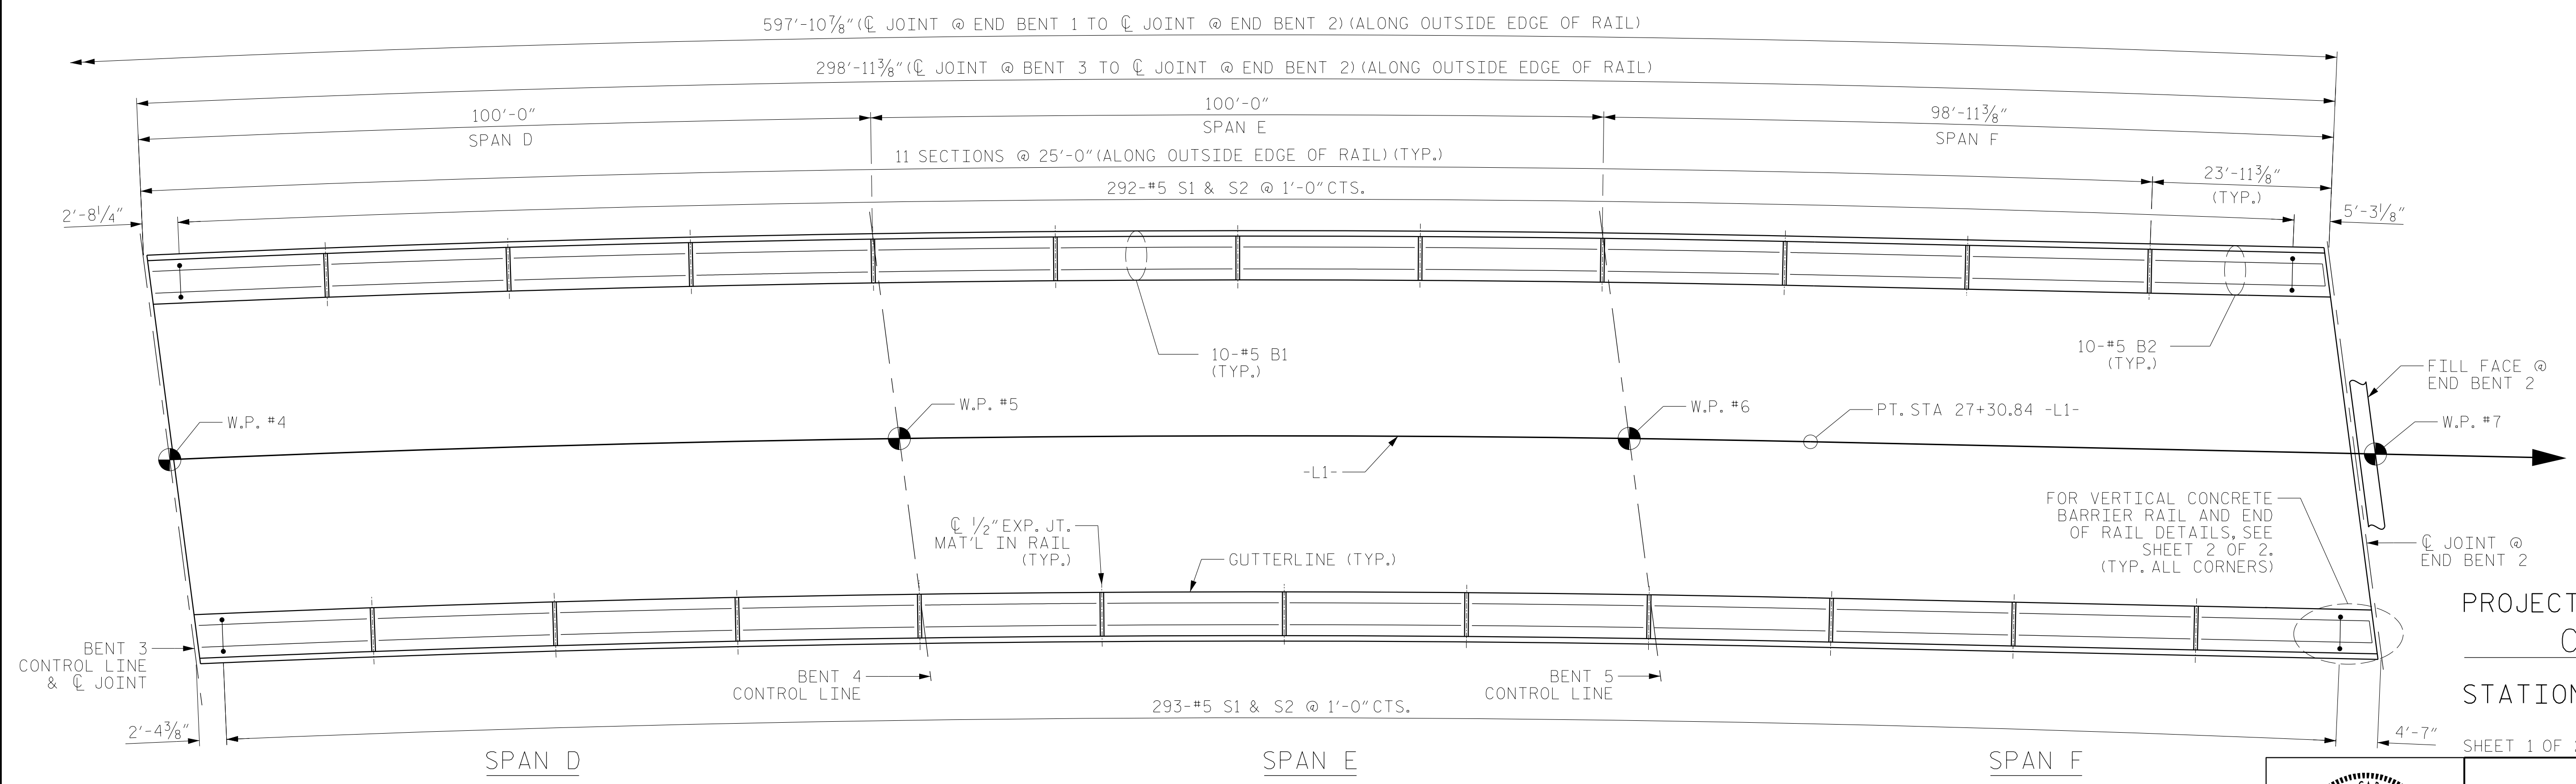 597'-10⅞" (℄ JOINT @ END BENT 1 TO ℄ JOINT @ END BENT 2) (ALONG OUTSIDE EDGE OF RAIL)
298'-11⅜" (℄ JOINT @ BENT 3 TO ℄ JOINT @ END BENT 2) (ALONG OUTSIDE EDGE OF RAIL)
100'-0"
SPAN D
100'-0"
SPAN E
98'-11⅜"
SPAN F
11 SECTIONS @ 25'-0" (ALONG OUTSIDE EDGE OF RAIL) (TYP.)
23'-11⅜"
(TYP.)
292-#5 S1 & S2 @ 1'-0" CTS.
2'-8¼"
5'-3⅛"
10-#5 B1
(TYP.)
10-#5 B2
(TYP.)
FILL FACE @
END BENT 2
W.P. #4
W.P. #5
W.P. #6
PT. STA 27+30.84 -L1-
W.P. #7
-L1-
℄ ½" EXP. JT.
MAT'L IN RAIL
(TYP.)
GUTTERLINE (TYP.)
FOR VERTICAL CONCRETE
BARRIER RAIL AND END
OF RAIL DETAILS, SEE
SHEET 2 OF 2.
(TYP. ALL CORNERS)
℄ JOINT @
END BENT 2
BENT 3
CONTROL LINE
& ℄ JOINT
BENT 4
CONTROL LINE
BENT 5
CONTROL LINE
293-#5 S1 & S2 @ 1'-0" CTS.
2'-4⅜"
4'-7"
SPAN D
SPAN E
SPAN F
PROJECT
STATION
SHEET 1 OF